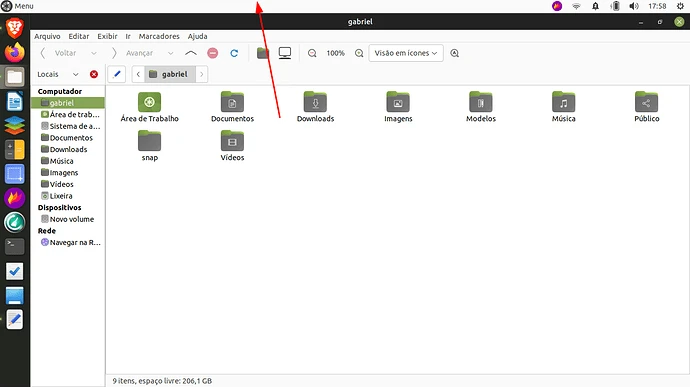 Menu
17:58
gabriel
Arquivo Editar Exibir Ir Marcadores Ajuda
Voltar Avançar 100% Visão em ícones
Locais gabriel
Computador
gabriel
Área de trab...
Sistema de a...
Documentos
Downloads
Música
Imagens
Vídeos
Lixeira
Dispositivos
Novo volume
Rede
Navegar na R...
Área de Trabalho Documentos Downloads Imagens Modelos Música Público
snap Vídeos
9 itens, espaço livre: 206,1 GB